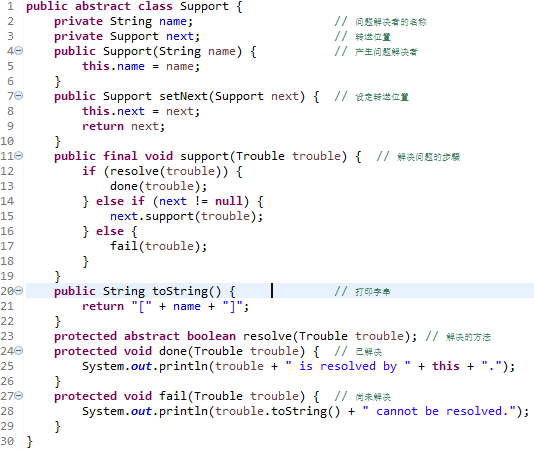 1 public abstract class Support {
2     private String name;                    // 问题解决者的名称
3     private Support next;                   // 转送位置
4     public Support(String name) {           // 产生问题解决者
5         this.name = name;
6     }
7     public Support setNext(Support next) {  // 设定转送位置
8         this.next = next;
9         return next;
10     }
11     public final void support(Trouble trouble) {  // 解决问题的步骤
12         if (resolve(trouble)) {
13             done(trouble);
14         } else if (next != null) {
15             next.support(trouble);
16         } else {
17             fail(trouble);
18         }
19     }
20     public String toString() {              // 打印字串
21         return "[" + name + "]";
22     }
23     protected abstract boolean resolve(Trouble trouble); // 解决的方法
24     protected void done(Trouble trouble) {  // 已解决
25         System.out.println(trouble + " is resolved by " + this + ".");
26     }
27     protected void fail(Trouble trouble) {  // 尚未解决
28         System.out.println(trouble.toString() + " cannot be resolved.");
29     }
30 }